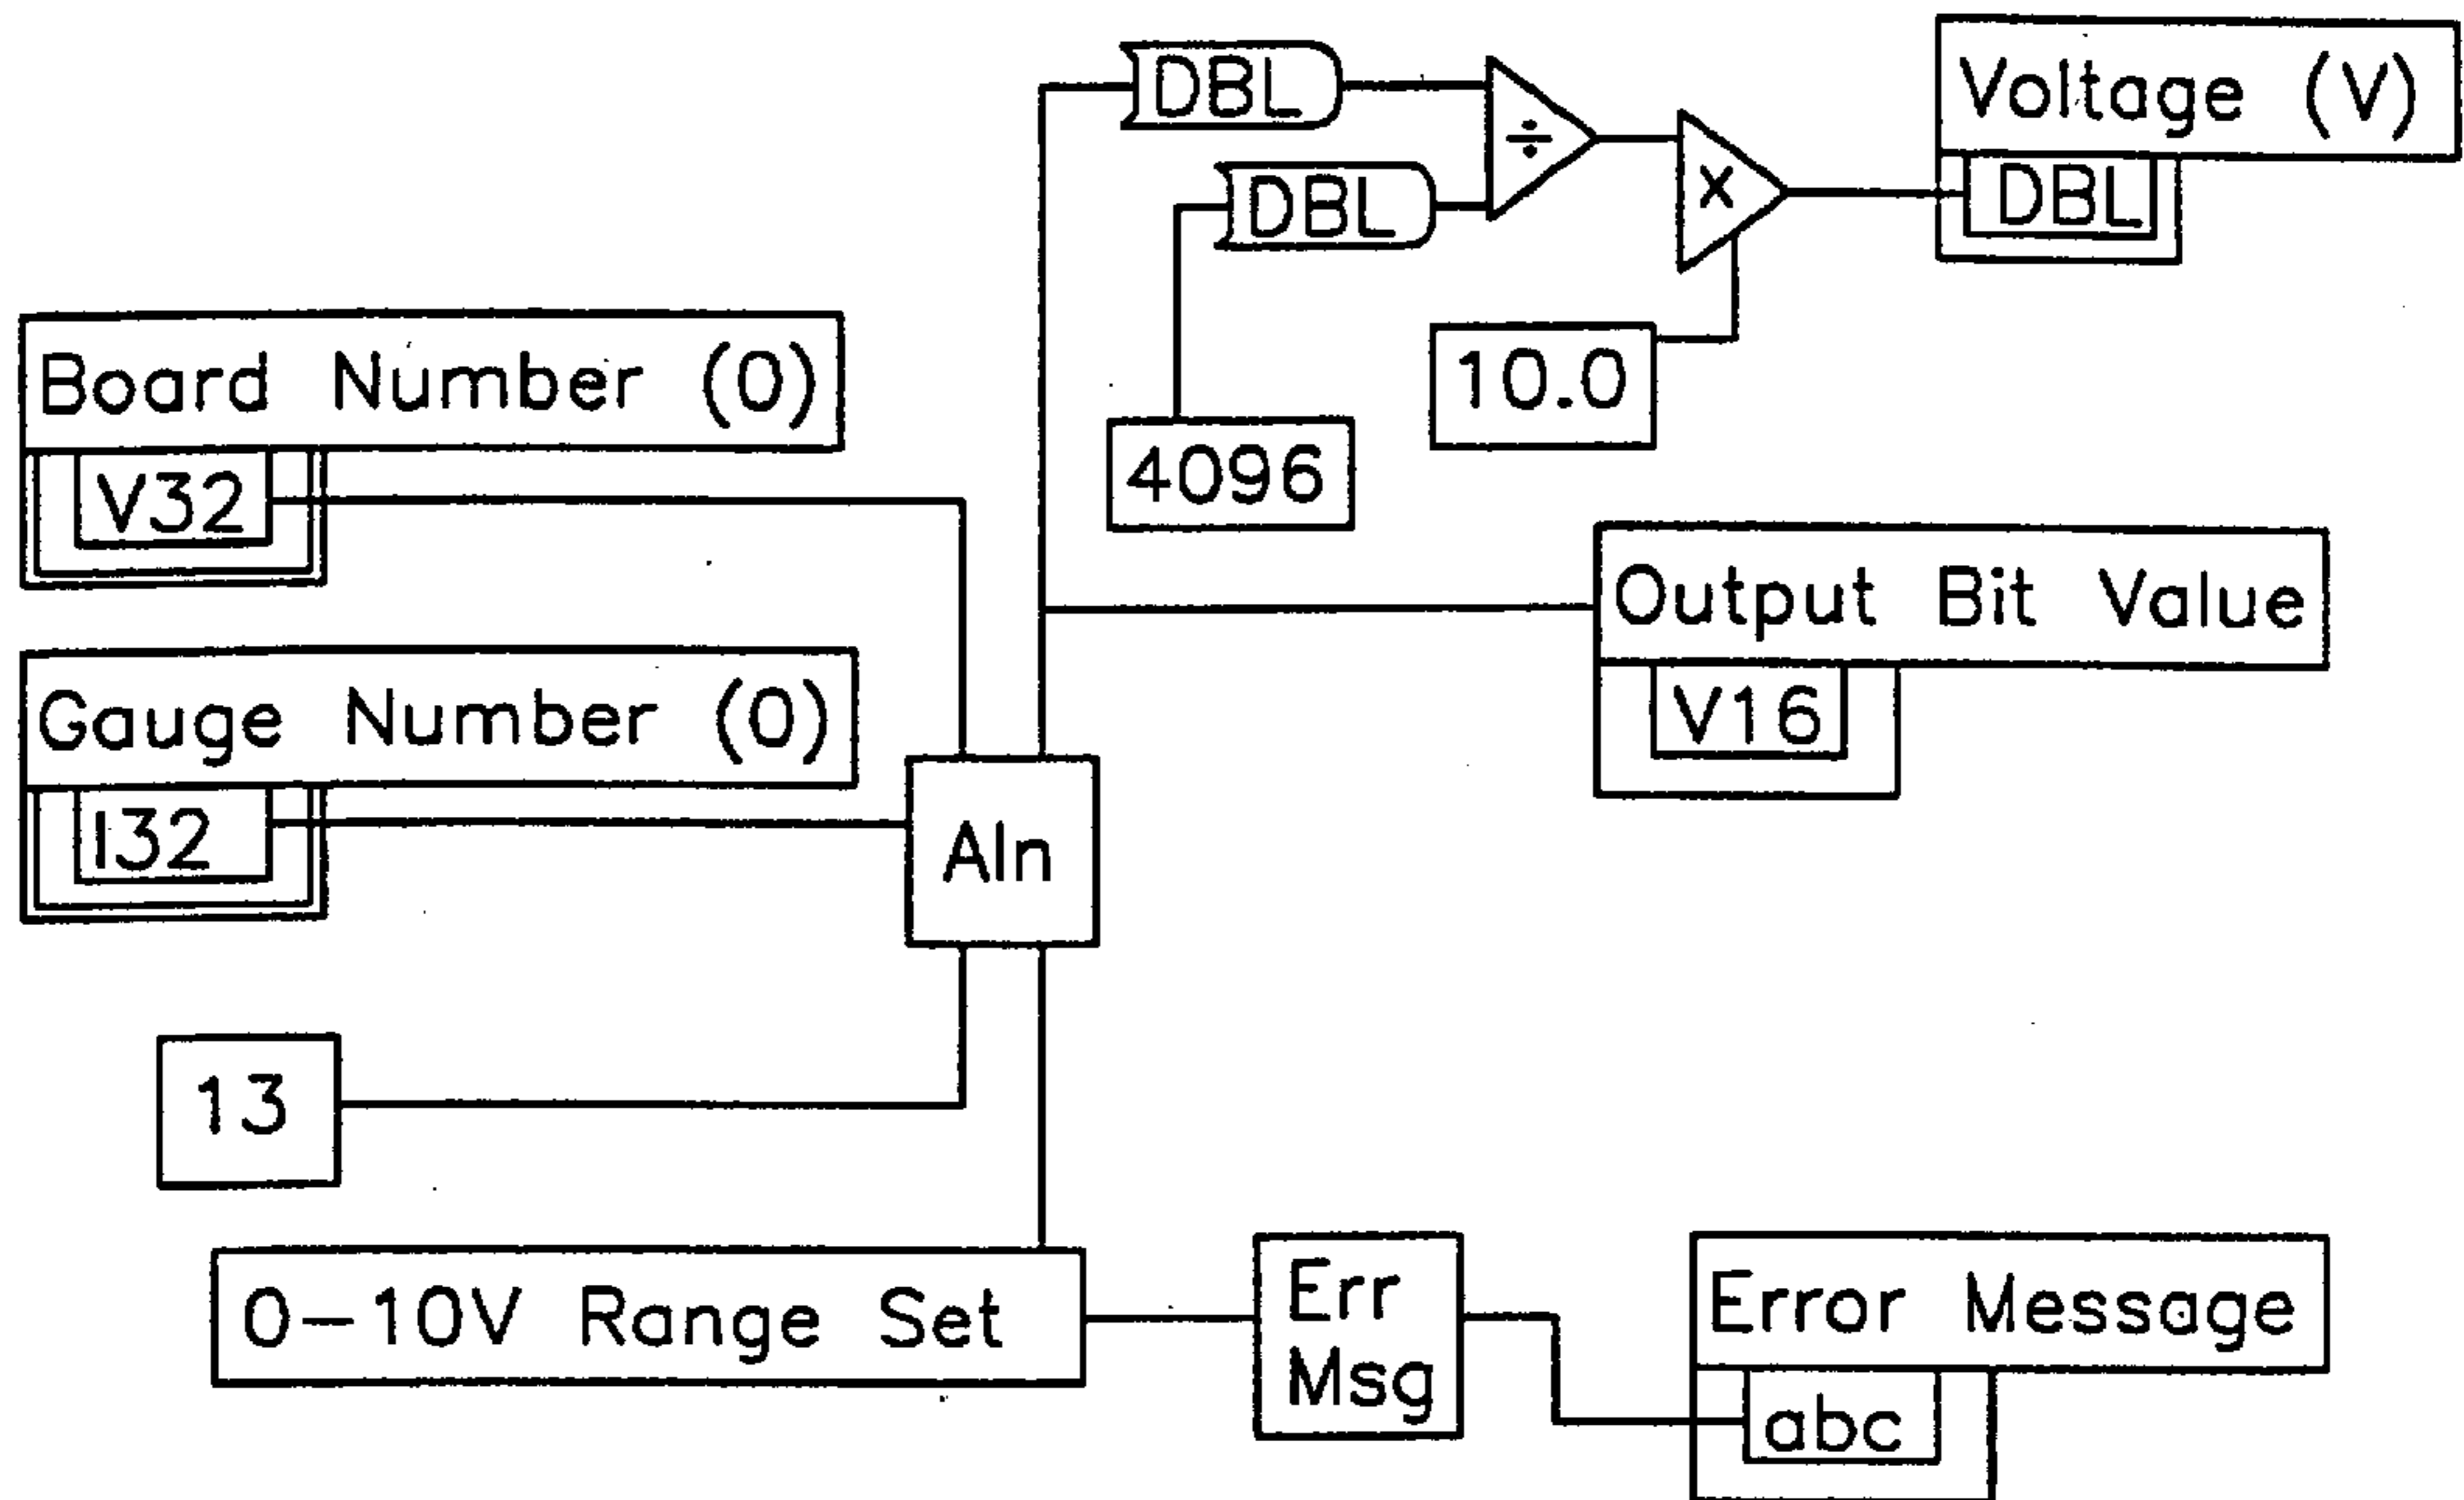 DBL
÷
Voltage (V)
DBL
x
DBL
Board Number (0)
10.0
V32
4096
Output Bit Value
V16
Gauge Number (0)
I32
AIn
13
0-10V Range Set
Err
Msg
Error Message
abc